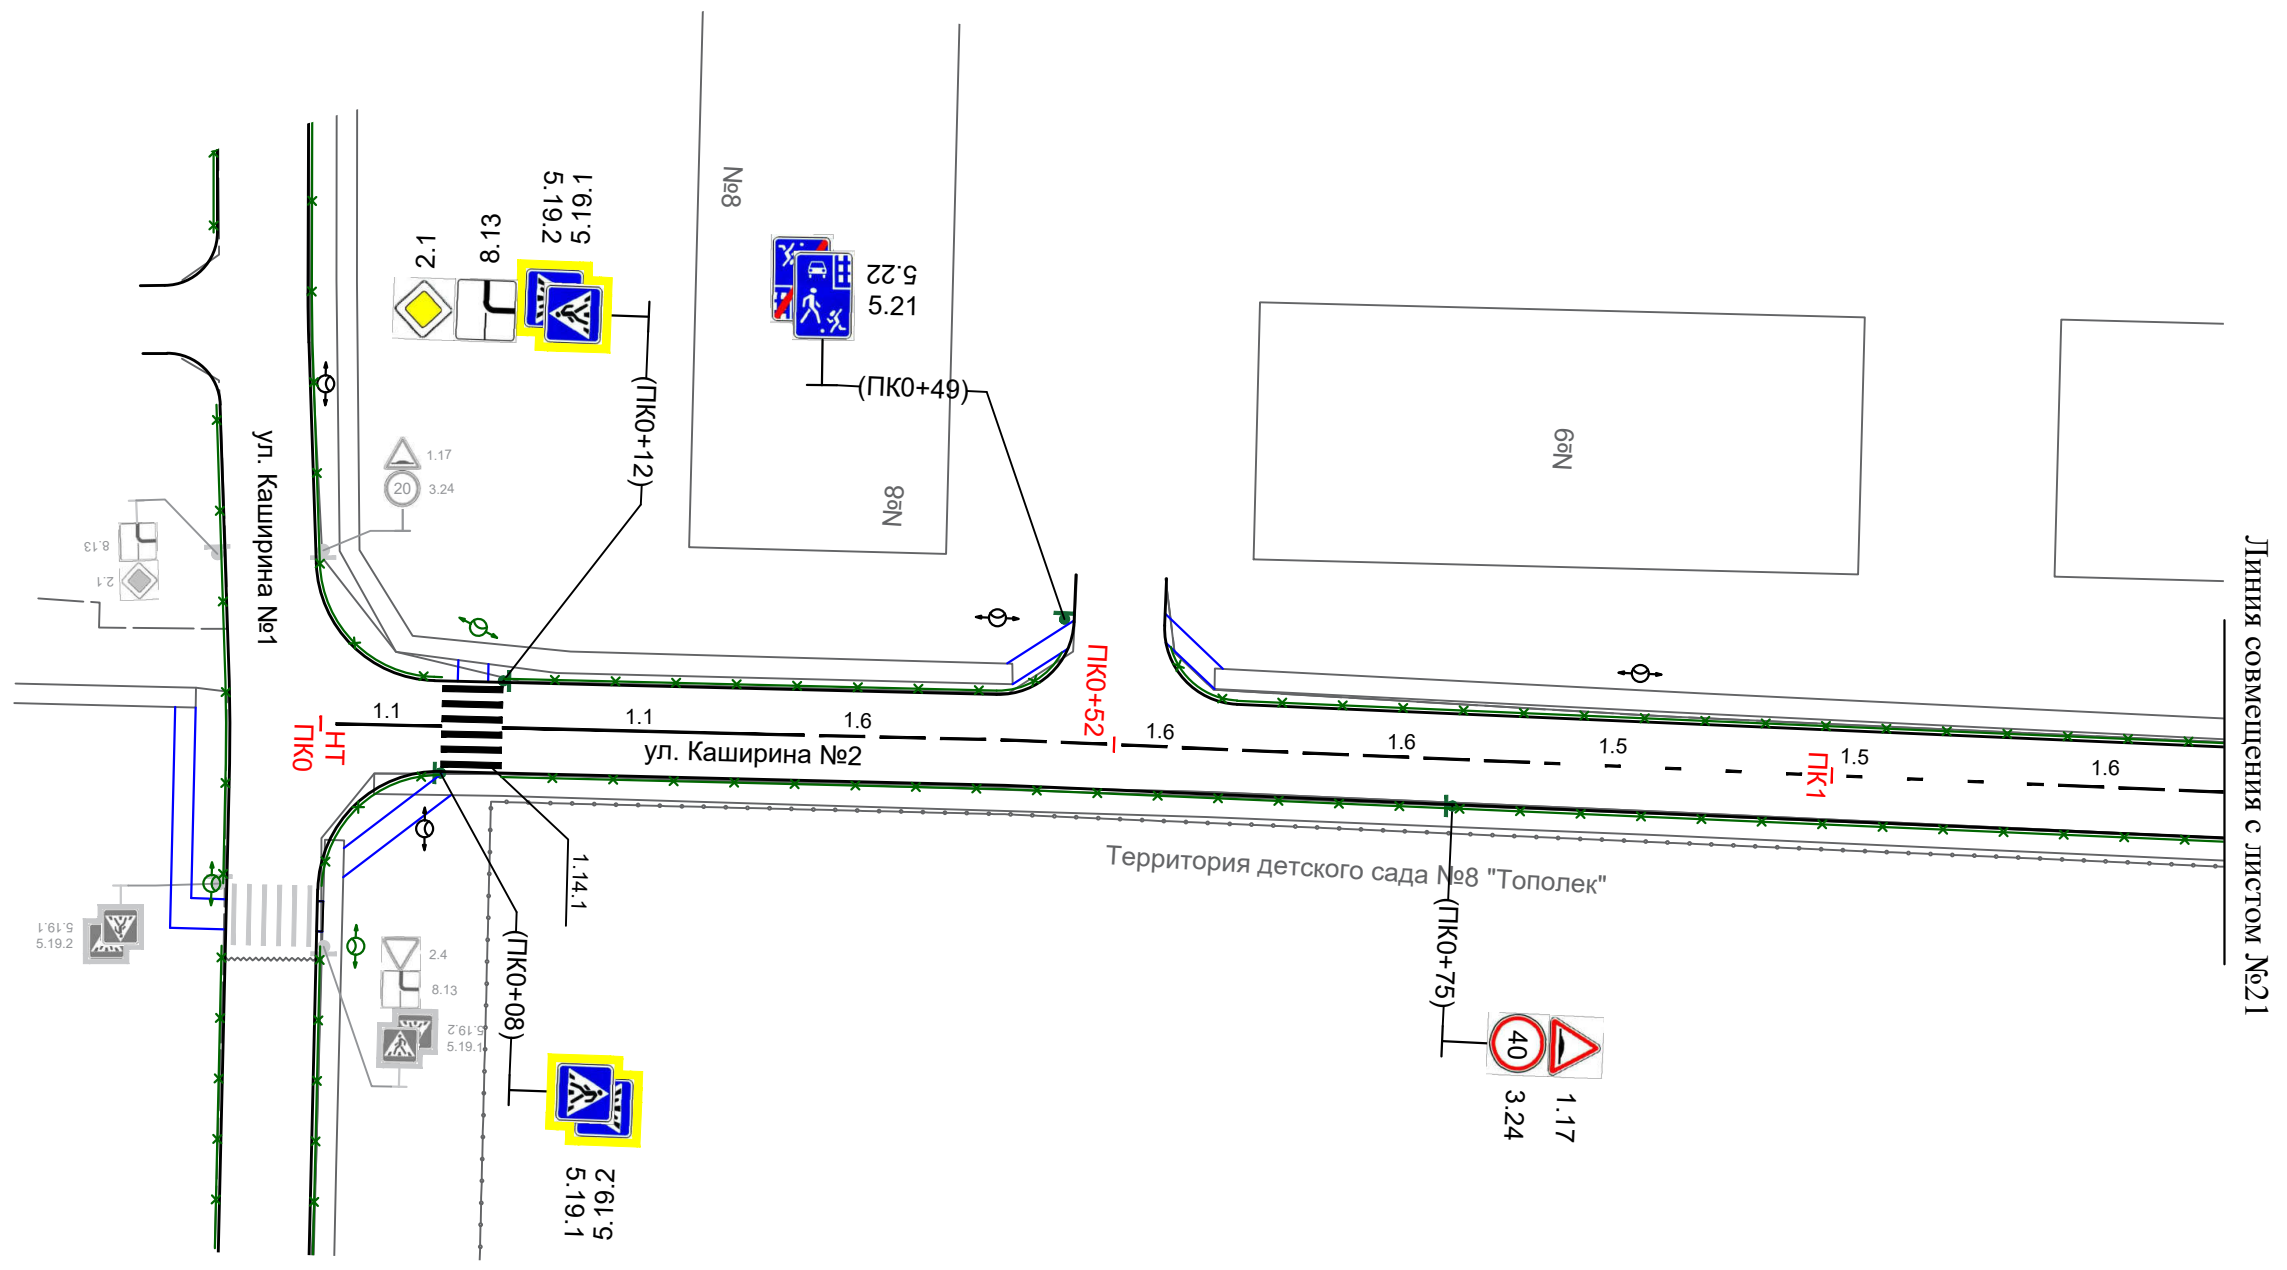 №8
5.19.1
5.19.2
8.13
2.1
5.22
5.21
(ПК0+49)
(ПК0+12)
№9
№8
1.17
20
3.24
ул. Каширина №1
8.13
2.1
Линия совмещения с листом №21
ПК0+52
1.1
1.1
1.6
1.6
1.6
1.5
1.5
1.6
НТ
ПК0
ул. Каширина №2
ПК1
Территория детского сада №8 "Тополек"
1.14.1
5.19.1
5.19.2
2.4
8.13
5.19.2
5.19.1
(ПК0+08)
(ПК0+75)
40
3.24
1.17
5.19.2
5.19.1